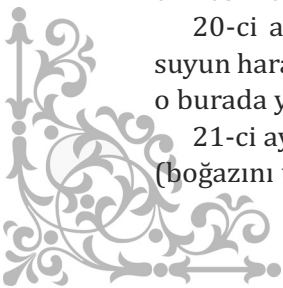 20-ci a
suyun hara
o burada y
21-ci ay
(boğazını